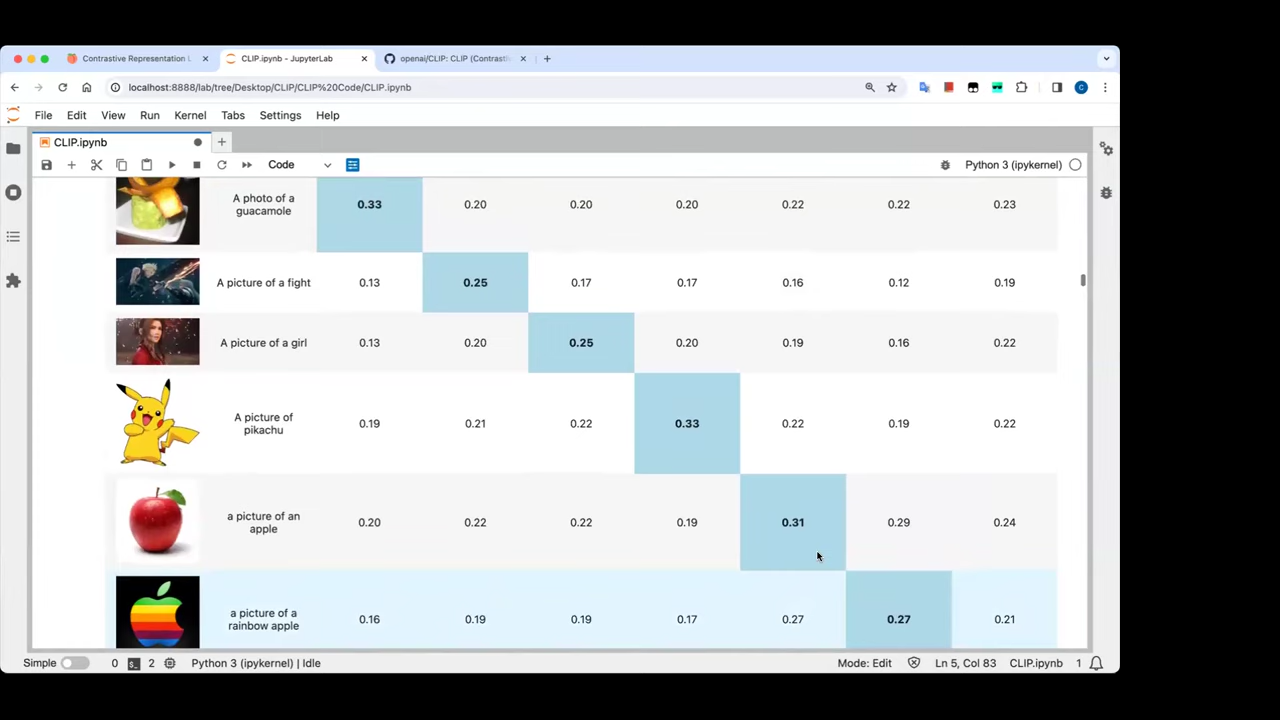 Contrastive Representation L
CLIP.ipynb - JupyterLab
openai/CLIP: CLIP (Contrast
localhost:8888/lab/tree/Desktop/CLIP/CLIP%20Code/CLIP.ipynb
C
File Edit View Run Kernel Tabs Settings Help
CLIP.ipynb
Code
Python 3 (ipykernel)
A photo of a
guacamole
0.33 0.20 0.20 0.20 0.22 0.22 0.23
A picture of a fight 0.13 0.25 0.17 0.17 0.16 0.12 0.19
A picture of a girl 0.13 0.20 0.25 0.20 0.19 0.16 0.22
A picture of
pikachu
0.19 0.21 0.22 0.33 0.22 0.19 0.22
a picture of an
apple
0.20 0.22 0.22 0.19 0.31 0.29 0.24
a picture of a
rainbow apple
0.16 0.19 0.19 0.17 0.27 0.27 0.21
Simple 0 2 Python 3 (ipykernel) | Idle Mode: Edit Ln 5, Col 83 CLIP.ipynb 1